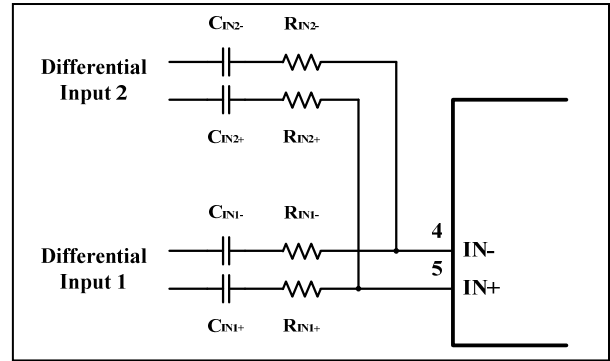 CIN2- RIN2-
Differential
Input 2
CIN2+ RIN2+
CIN1- RIN1-
4
Differential
Input 1
IN-
5
IN+
CIN1+ RIN1+